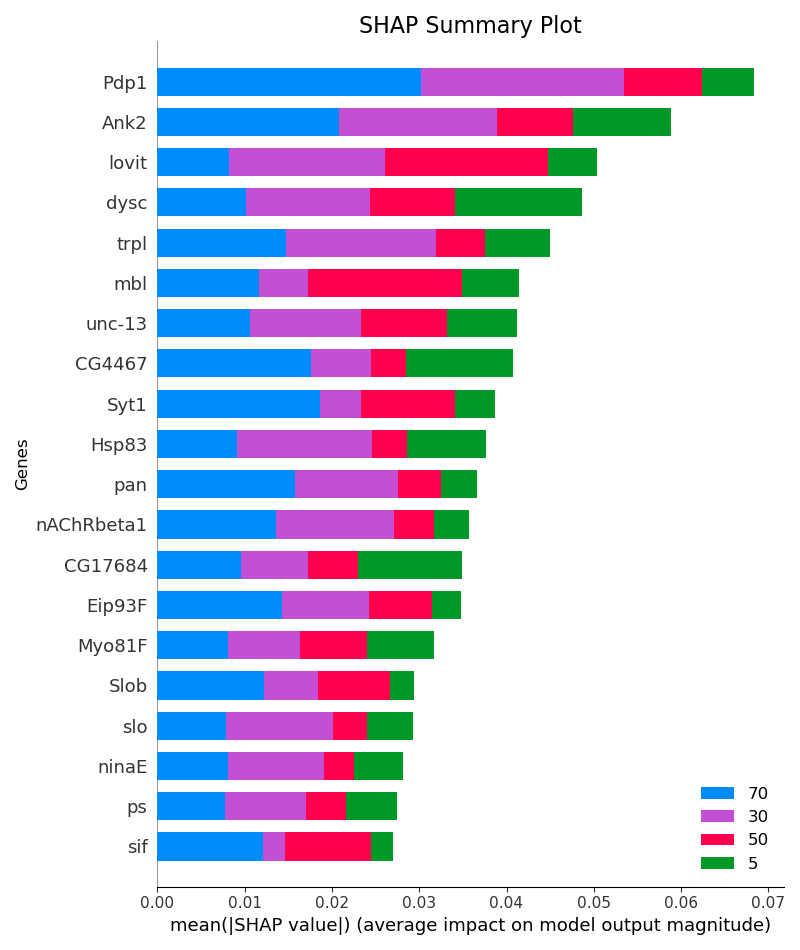 SHAP Summary Plot
Genes
Pdp1
Ank2
lovit
dysc
trpl
mbl
unc-13
CG4467
Syt1
Hsp83
pan
nAChRbeta1
CG17684
Eip93F
Myo81F
Slob
slo
ninaE
ps
sif
70
30
50
5
0.00 0.01 0.02 0.03 0.04 0.05 0.06 0.07
mean(|SHAP value|) (average impact on model output magnitude)